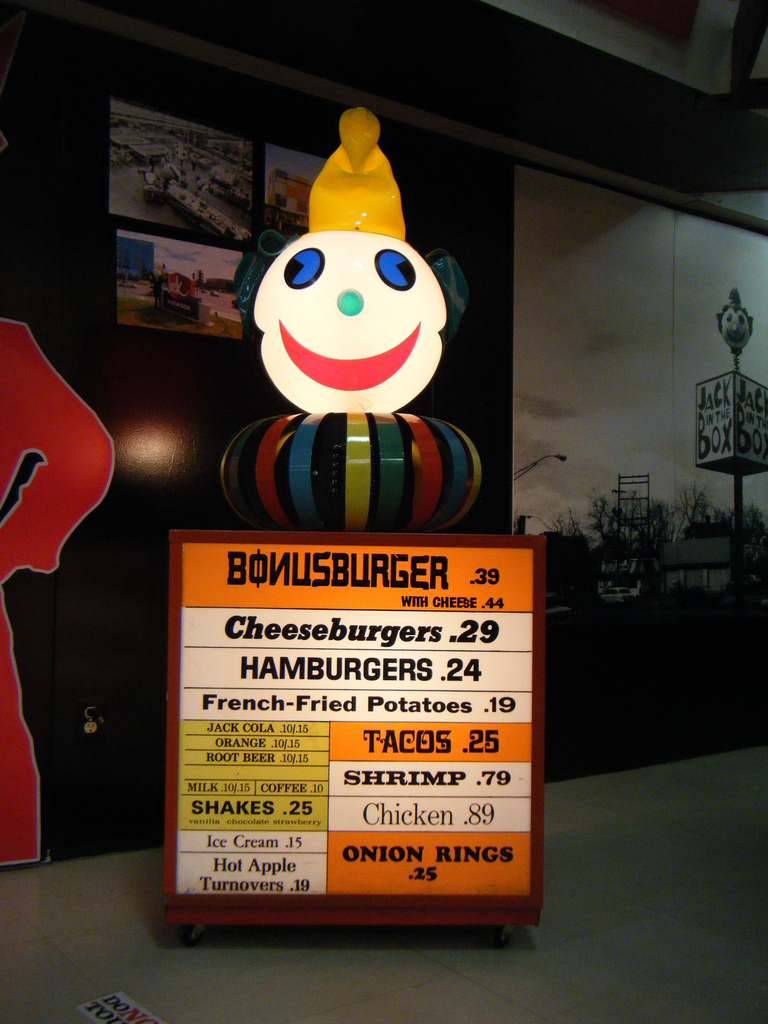 JACK
IN THE
BOX
JACK
IN THE
BOX
BONUSBURGER .39
WITH CHEESE .44
Cheeseburgers .29
HAMBURGERS .24
French-Fried Potatoes .19
JACK COLA .10/.15
ORANGE .10/.15
ROOT BEER .10/.15
MILK .10/.15 COFFEE .10
SHAKES .25
vanilla chocolate strawberry
Ice Cream .15
Hot Apple
Turnovers .19
TACOS .25
SHRIMP .79
Chicken .89
ONION RINGS
.25
DO NO
TOU